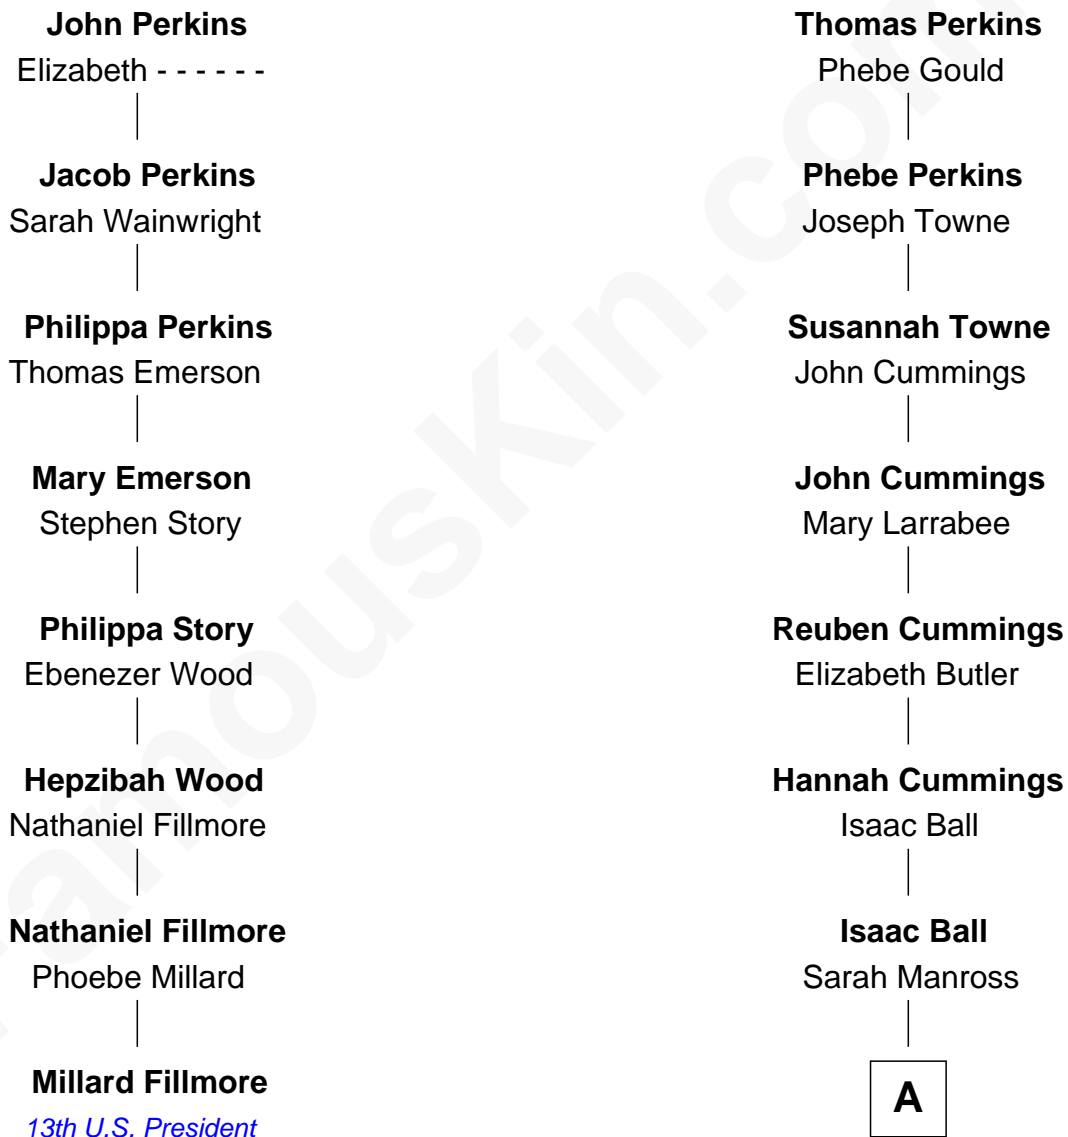 John Perkins
Elizabeth - - - - - -
Jacob Perkins
Sarah Wainwright
Philippa Perkins
Thomas Emerson
Mary Emerson
Stephen Story
Philippa Story
Ebenezer Wood
Hepzibah Wood
Nathaniel Fillmore
Nathaniel Fillmore
Phoebe Millard
Millard Fillmore
13th U.S. President
Thomas Perkins
Phebe Gould
Phebe Perkins
Joseph Towne
Susannah Towne
John Cummings
John Cummings
Mary Larrabee
Reuben Cummings
Elizabeth Butler
Hannah Cummings
Isaac Ball
Isaac Ball
Sarah Manross
A
FamousKin.com